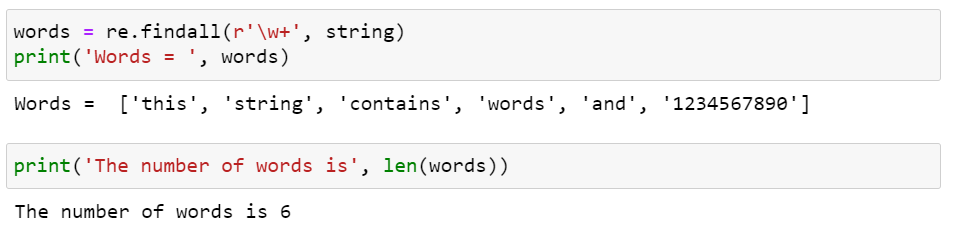 words = re.findall(r'\w+', string)
print('Words = ', words)
Words =  ['this', 'string', 'contains', 'words', 'and', '1234567890']
print('The number of words is', len(words))
The number of words is 6